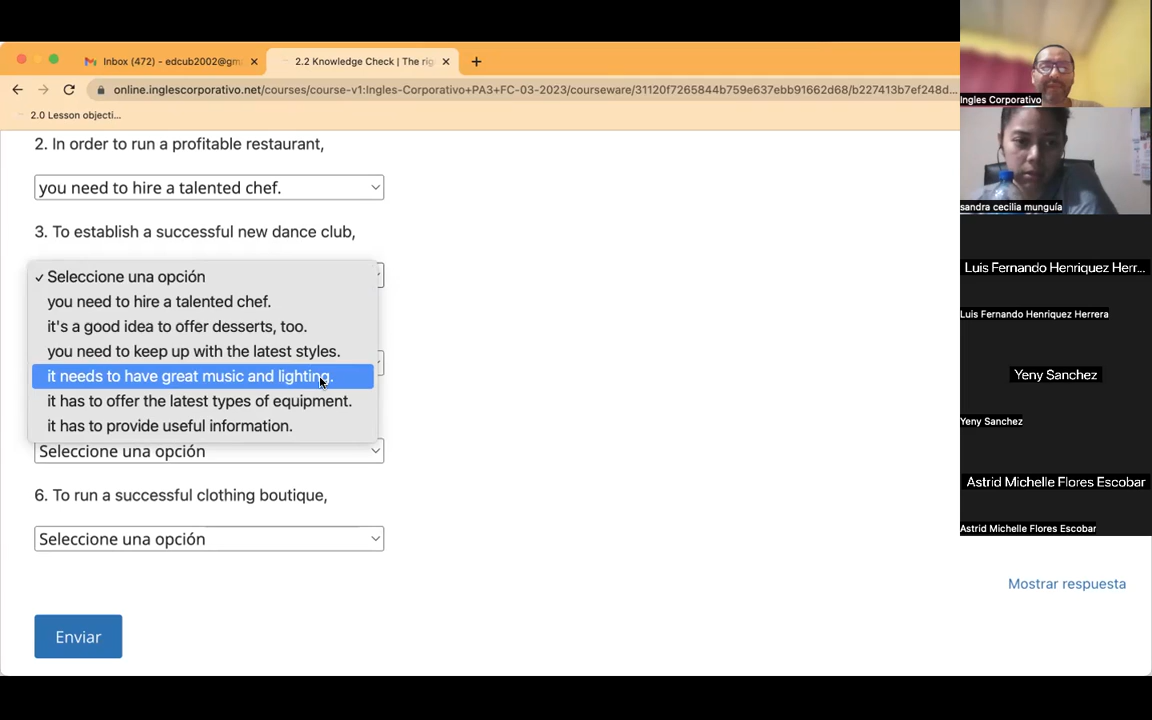 Inbox (472) - edcub2002@gm
2.2 Knowledge Check | The rig
online.inglescorporativo.net/courses/course-v1:Ingles-Corporativo+PA3+FC-03-2023/courseware/31120f7265844b759e637ebb91662d68/b227413b7ef248d...
2.0 Lesson objecti...
2. In order to run a profitable restaurant,
you need to hire a talented chef.
3. To establish a successful new dance club,
✓ Seleccione una opción
you need to hire a talented chef.
it's a good idea to offer desserts, too.
you need to keep up with the latest styles.
it needs to have great music and lighting.
it has to offer the latest types of equipment.
it has to provide useful information.
Seleccione una opción
6. To run a successful clothing boutique,
Seleccione una opción
Mostrar respuesta
Enviar
Ingles Corporativo
sandra cecilia munguía
Luis Fernando Henriquez Herr...
Luis Fernando Henriquez Herrera
Yeny Sanchez
Yeny Sanchez
Astrid Michelle Flores Escobar
Astrid Michelle Flores Escobar